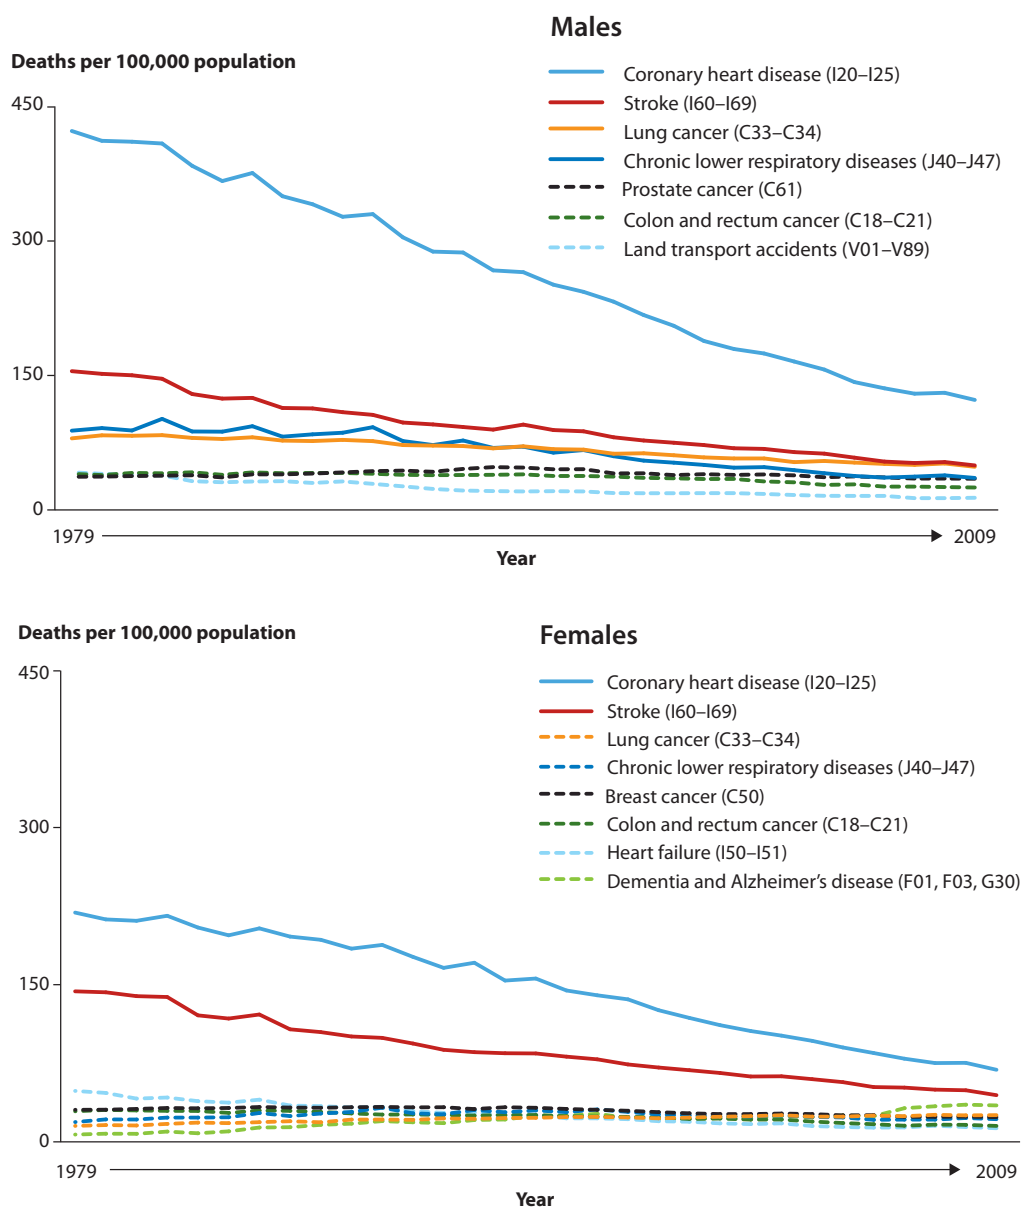 Males
Deaths per 100,000 population
Coronary heart disease (I20–I25)
Stroke (I60–I69)
Lung cancer (C33–C34)
Chronic lower respiratory diseases (J40–J47)
Prostate cancer (C61)
Colon and rectum cancer (C18–C21)
Land transport accidents (V01–V89)
450
300
150
0
1979
2009
Year
Females
Deaths per 100,000 population
Coronary heart disease (I20–I25)
Stroke (I60–I69)
Lung cancer (C33–C34)
Chronic lower respiratory diseases (J40–J47)
Breast cancer (C50)
Colon and rectum cancer (C18–C21)
Heart failure (I50–I51)
Dementia and Alzheimer’s disease (F01, F03, G30)
450
300
150
0
1979
2009
Year